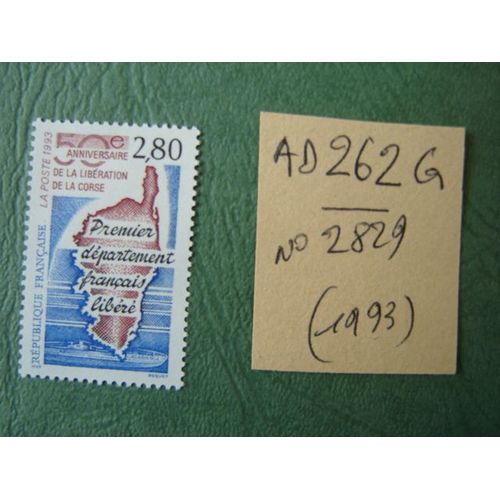 LA POSTE 1993
RÉPUBLIQUE FRANÇAISE
50e
ANNIVERSAIRE
2,80
DE LA LIBÉRATION
DE LA CORSE
Premier
département
français
libéré
AD 262 G
No 2829
(1993)